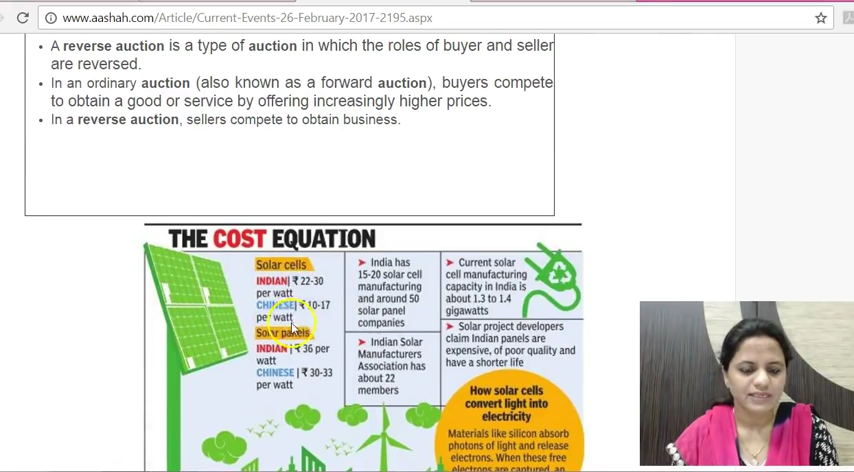 www.aashah.com/Article/Current-Events-26-February-2017-2195.aspx
• A reverse auction is a type of auction in which the roles of buyer and seller
are reversed.
• In an ordinary auction (also known as a forward auction), buyers compete
to obtain a good or service by offering increasingly higher prices.
• In a reverse auction, sellers compete to obtain business.
THE COST EQUATION
Solar cells
INDIAN| ₹ 22-30
per watt
CHINESE| ₹ 10-17
per watt
Solar panels
INDIAN | ₹ 36 per
watt
CHINESE | ₹ 30-33
per watt
➤ India has
15-20 solar cell
manufacturing
and around 50
solar panel
companies
➤ Indian Solar
Manufacturers
Association has
about 22
members
➤ Current solar
cell manufacturing
capacity in India is
about 1.3 to 1.4
gigawatts
➤ Solar project developers
claim Indian panels are
expensive, of poor quality and
have a shorter life
How solar cells
convert light into
electricity
Materials like silicon absorb
photons of light and release
electrons. When these free
electrons are captured, an